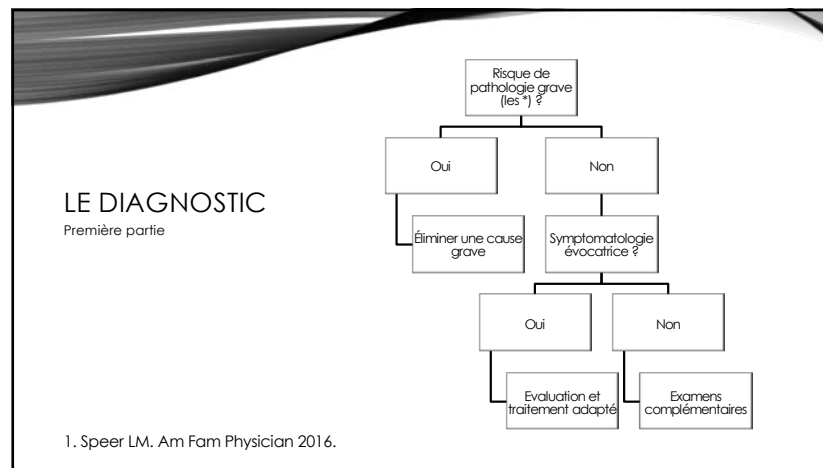 LE DIAGNOSTIC
Première partie
Risque de
pathologie grave
(les *) ?
Oui
Non
Éliminer une cause
grave
Symptomatologie
évocatrice ?
Oui
Non
Evaluation et
traitement adapté
Examens
complémentaires
1. Speer LM. Am Fam Physician 2016.